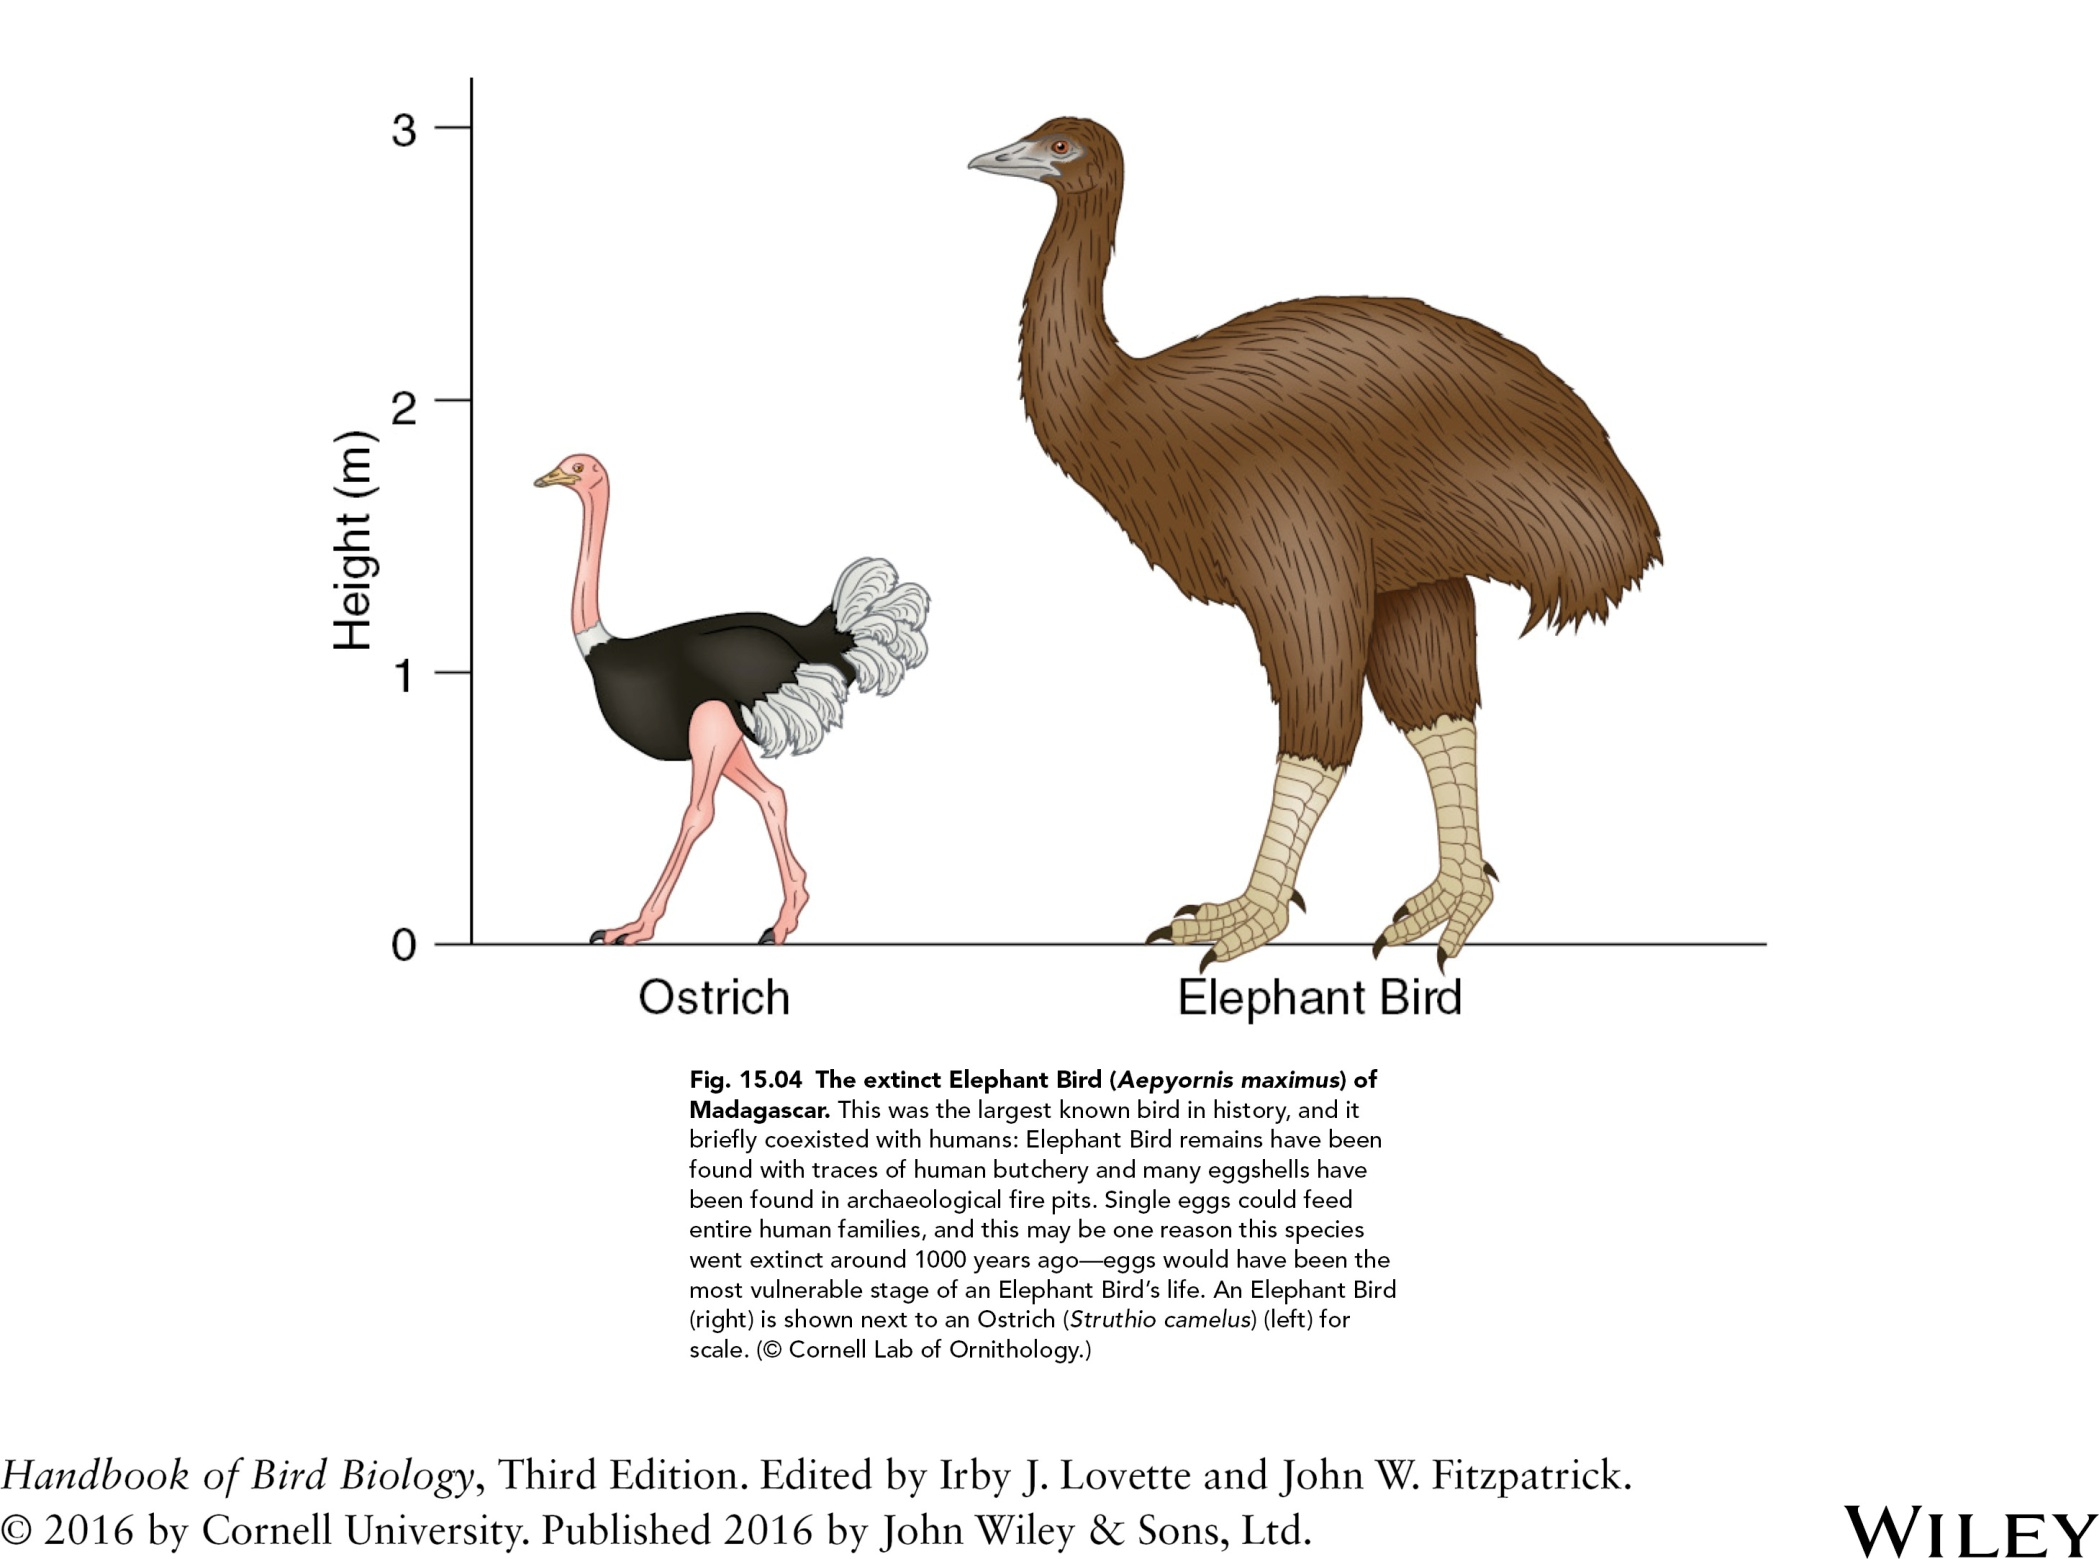 3
2
Height (m)
1
0
Ostrich
Elephant Bird
Fig. 15.04 The extinct Elephant Bird (Aepyornis maximus) of
Madagascar. This was the largest known bird in history, and it
briefly coexisted with humans: Elephant Bird remains have been
found with traces of human butchery and many eggshells have
been found in archaeological fire pits. Single eggs could feed
entire human families, and this may be one reason this species
went extinct around 1000 years ago—eggs would have been the
most vulnerable stage of an Elephant Bird’s life. An Elephant Bird
(right) is shown next to an Ostrich (Struthio camelus) (left) for
scale. (© Cornell Lab of Ornithology.)
Handbook of Bird Biology, Third Edition. Edited by Irby J. Lovette and John W. Fitzpatrick.
© 2016 by Cornell University. Published 2016 by John Wiley & Sons, Ltd.
WILEY